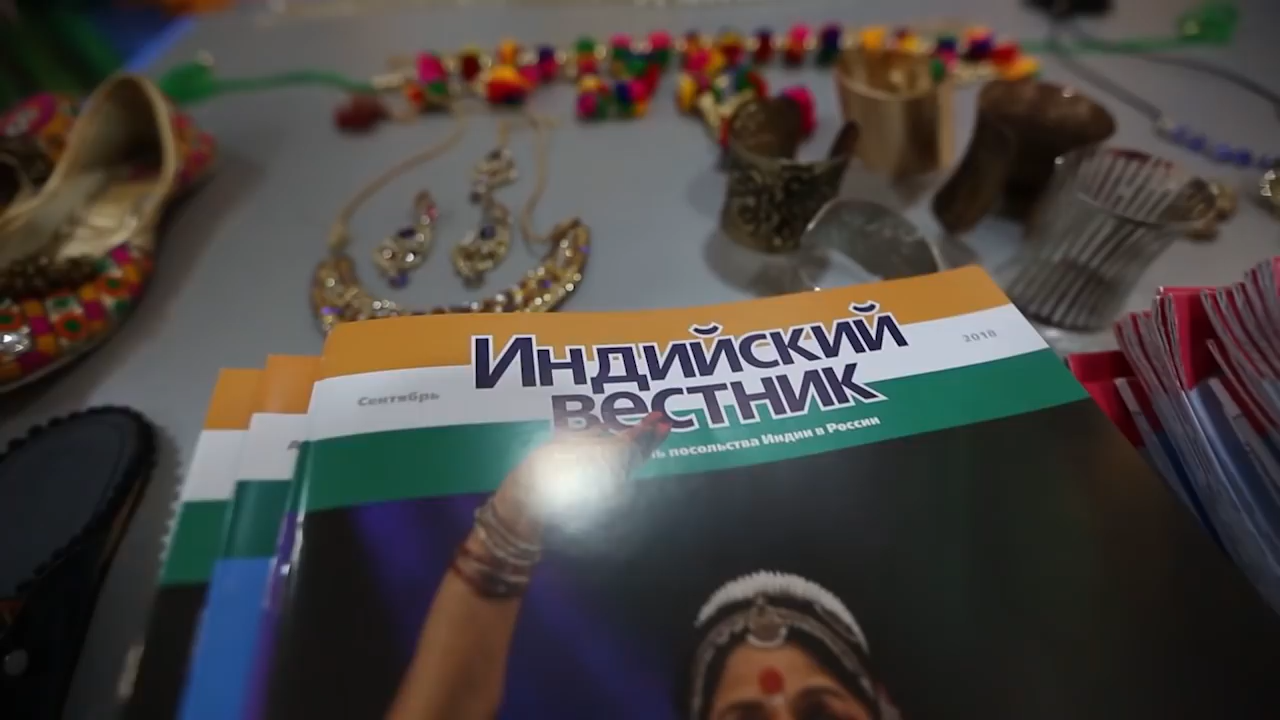 Индийский
вестник
Сентябрь
2018
посольства Индии в России